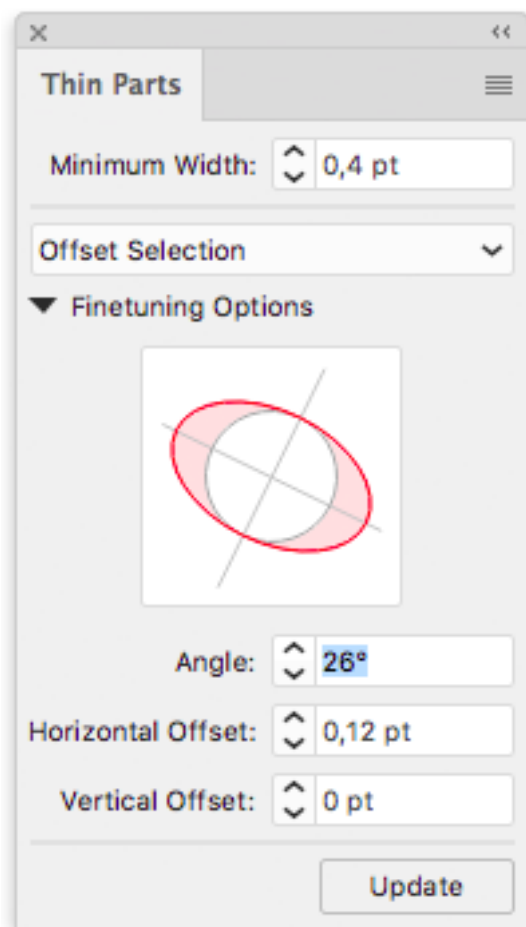 Thin Parts
Minimum Width: 0,4 pt
Offset Selection
Finetuning Options
Angle: 26°
Horizontal Offset: 0,12 pt
Vertical Offset: 0 pt
Update